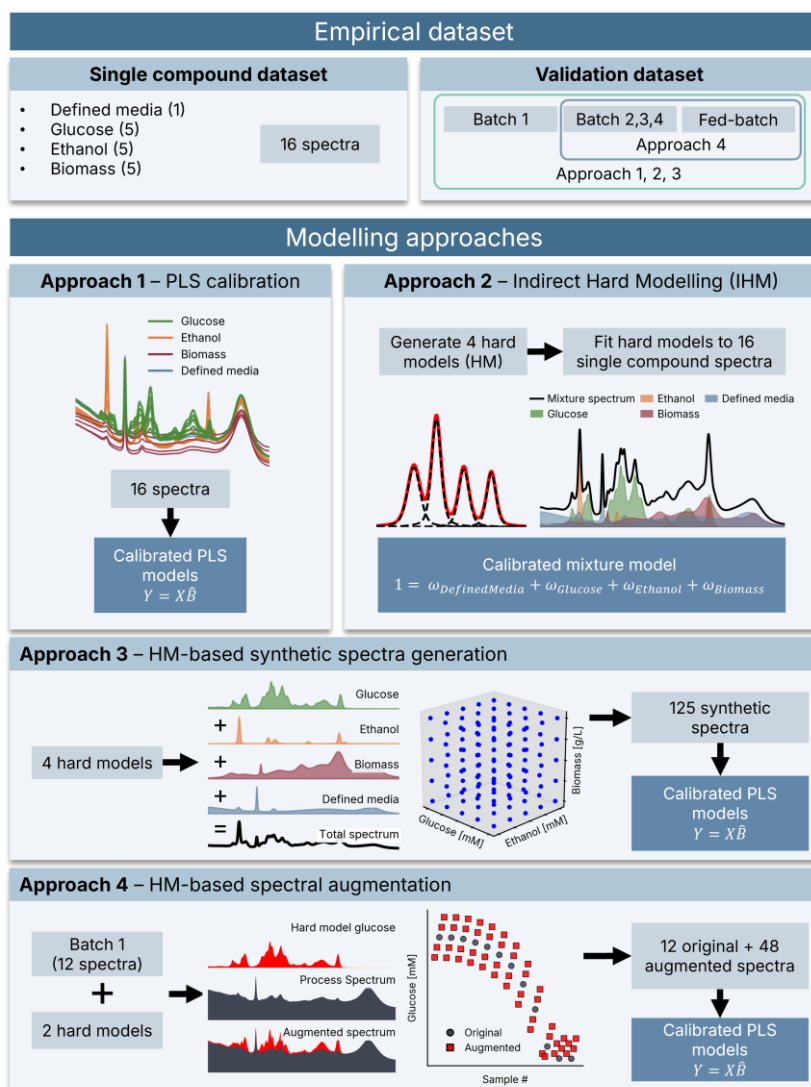 Empirical dataset
Single compound dataset
• Defined media (1)
• Glucose (5)
• Ethanol (5)
• Biomass (5)
16 spectra
Validation dataset
Batch 1
Batch 2,3,4
Fed-batch
Approach 4
Approach 1, 2, 3
Modelling approaches
Approach 1 – PLS calibration
Glucose
Ethanol
Biomass
Defined media
16 spectra
Calibrated PLS
models
Y = XB̂
Approach 2 – Indirect Hard Modelling (IHM)
Generate 4 hard
models (HM)
Fit hard models to 16
single compound spectra
Mixture spectrum
Ethanol
Defined media
Glucose
Biomass
Calibrated mixture model
1 = ω_DefinedMedia + ω_Glucose + ω_Ethanol + ω_Biomass
Approach 3 – HM-based synthetic spectra generation
4 hard models
Glucose
+
Ethanol
+
Biomass
+
Defined media
=
Total spectrum
Biomass [g/L]
Glucose [mM]
Ethanol [mM]
125 synthetic
spectra
Calibrated PLS
models
Y = XB̂
Approach 4 – HM-based spectral augmentation
Batch 1
(12 spectra)
+
2 hard models
Hard model glucose
Process Spectrum
Augmented spectrum
Glucose [mM]
Original
Augmented
Sample #
12 original + 48
augmented spectra
Calibrated PLS
models
Y = XB̂